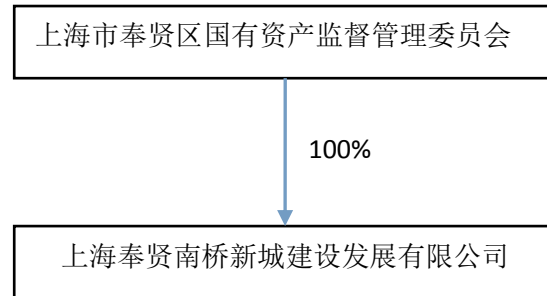 上海市奉贤区国有资产监督管理委员会
100%
上海奉贤南桥新城建设发展有限公司